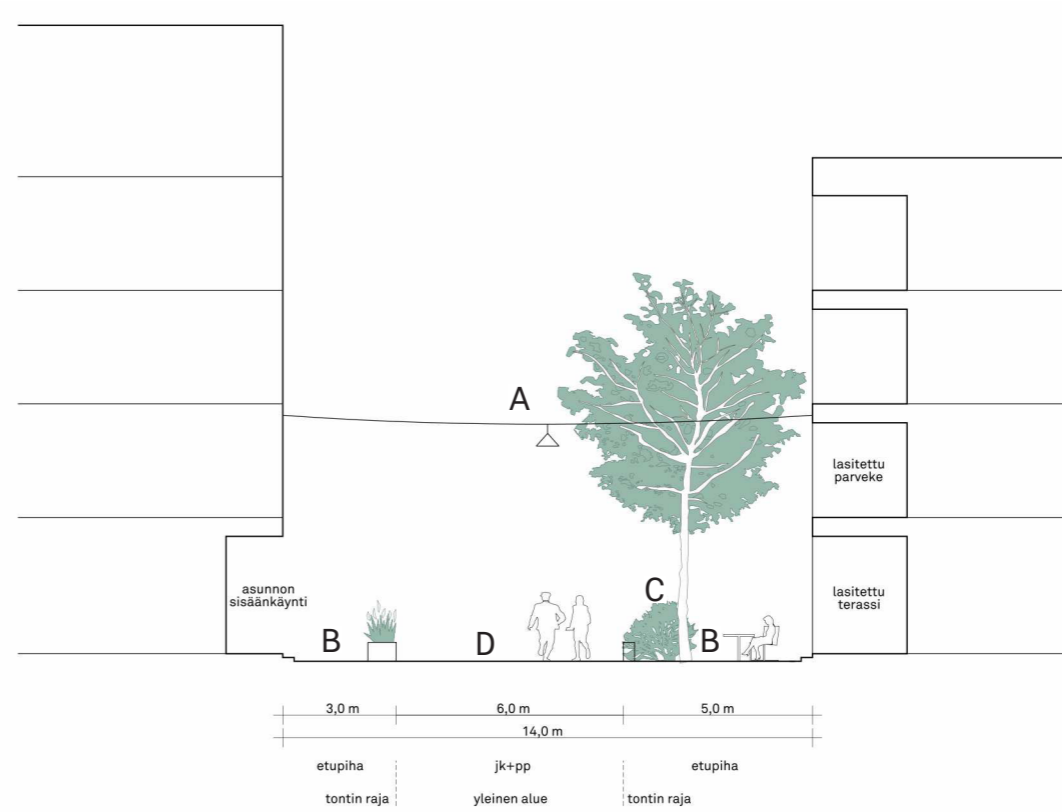 A
lasitettu
parveke
asunnon
sisäänkäynti
C
lasitettu
terassi
B
D
B
3,0 m
6,0 m
5,0 m
14,0 m
etupiha
jk+pp
etupiha
tontin raja
yleinen alue
tontin raja